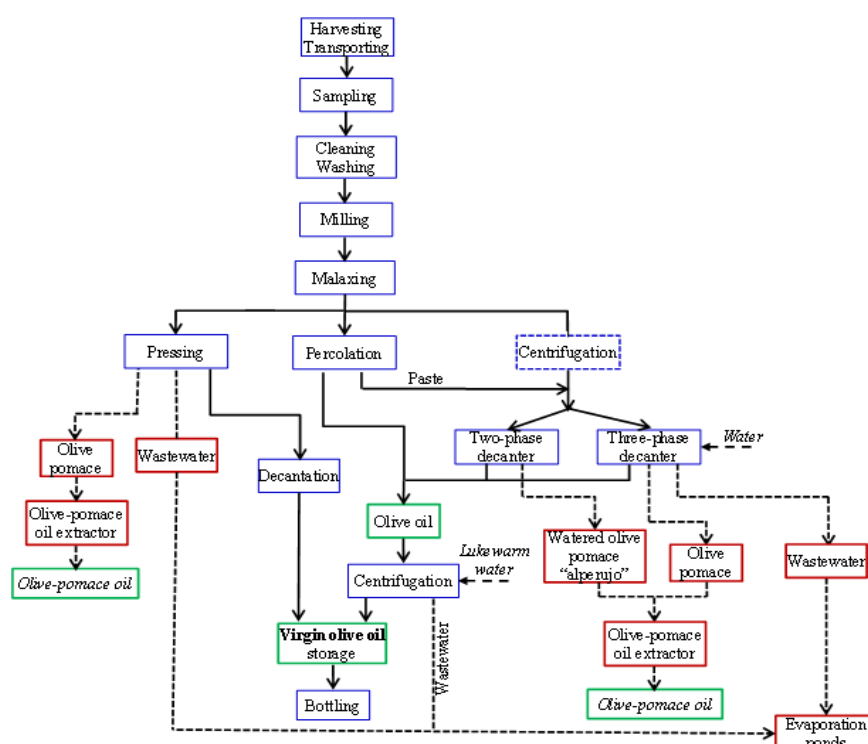 Harvesting
Transporting
Sampling
Cleaning
Washing
Milling
Malaxing
Pressing
Percolation
Centrifugation
Paste
Two-phase
decanter
Three-phase
decanter
Water
Olive
pomace
Wastewater
Decantation
Olive-pomace
oil extractor
Olive oil
Watered olive
pomace
“alperujo”
Olive
pomace
Wastewater
Olive-pomace oil
Centrifugation
Lukewarm
water
Virgin olive oil
storage
Wastewater
Olive-pomace
oil extractor
Bottling
Olive-pomace oil
Evaporation
ponds